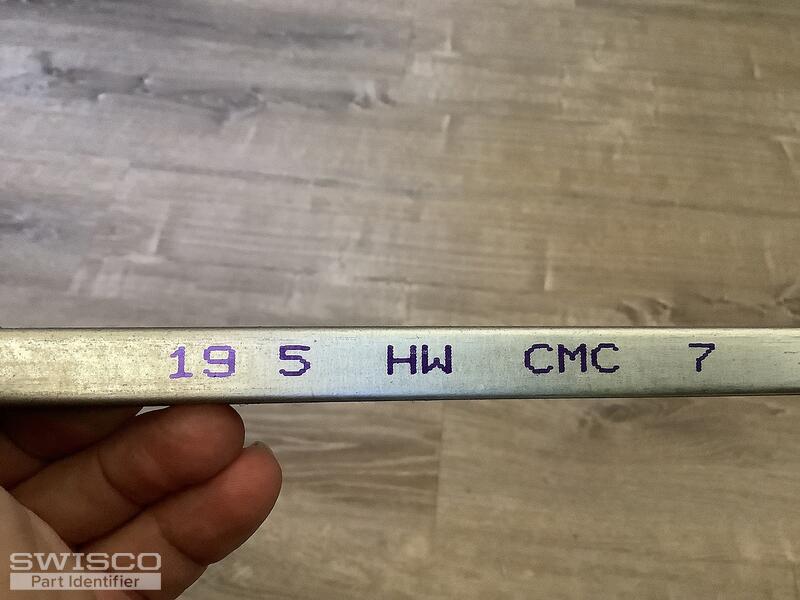 19 5 HW CMC 7
SWISCO
Part Identifier